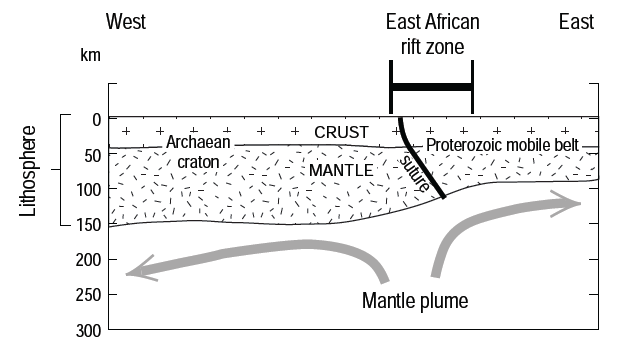 West
East African
rift zone
East
km
0
50
100
150
200
250
300
Lithosphere
CRUST
Archaean
craton
MANTLE
suture
Proterozoic mobile belt
Mantle plume